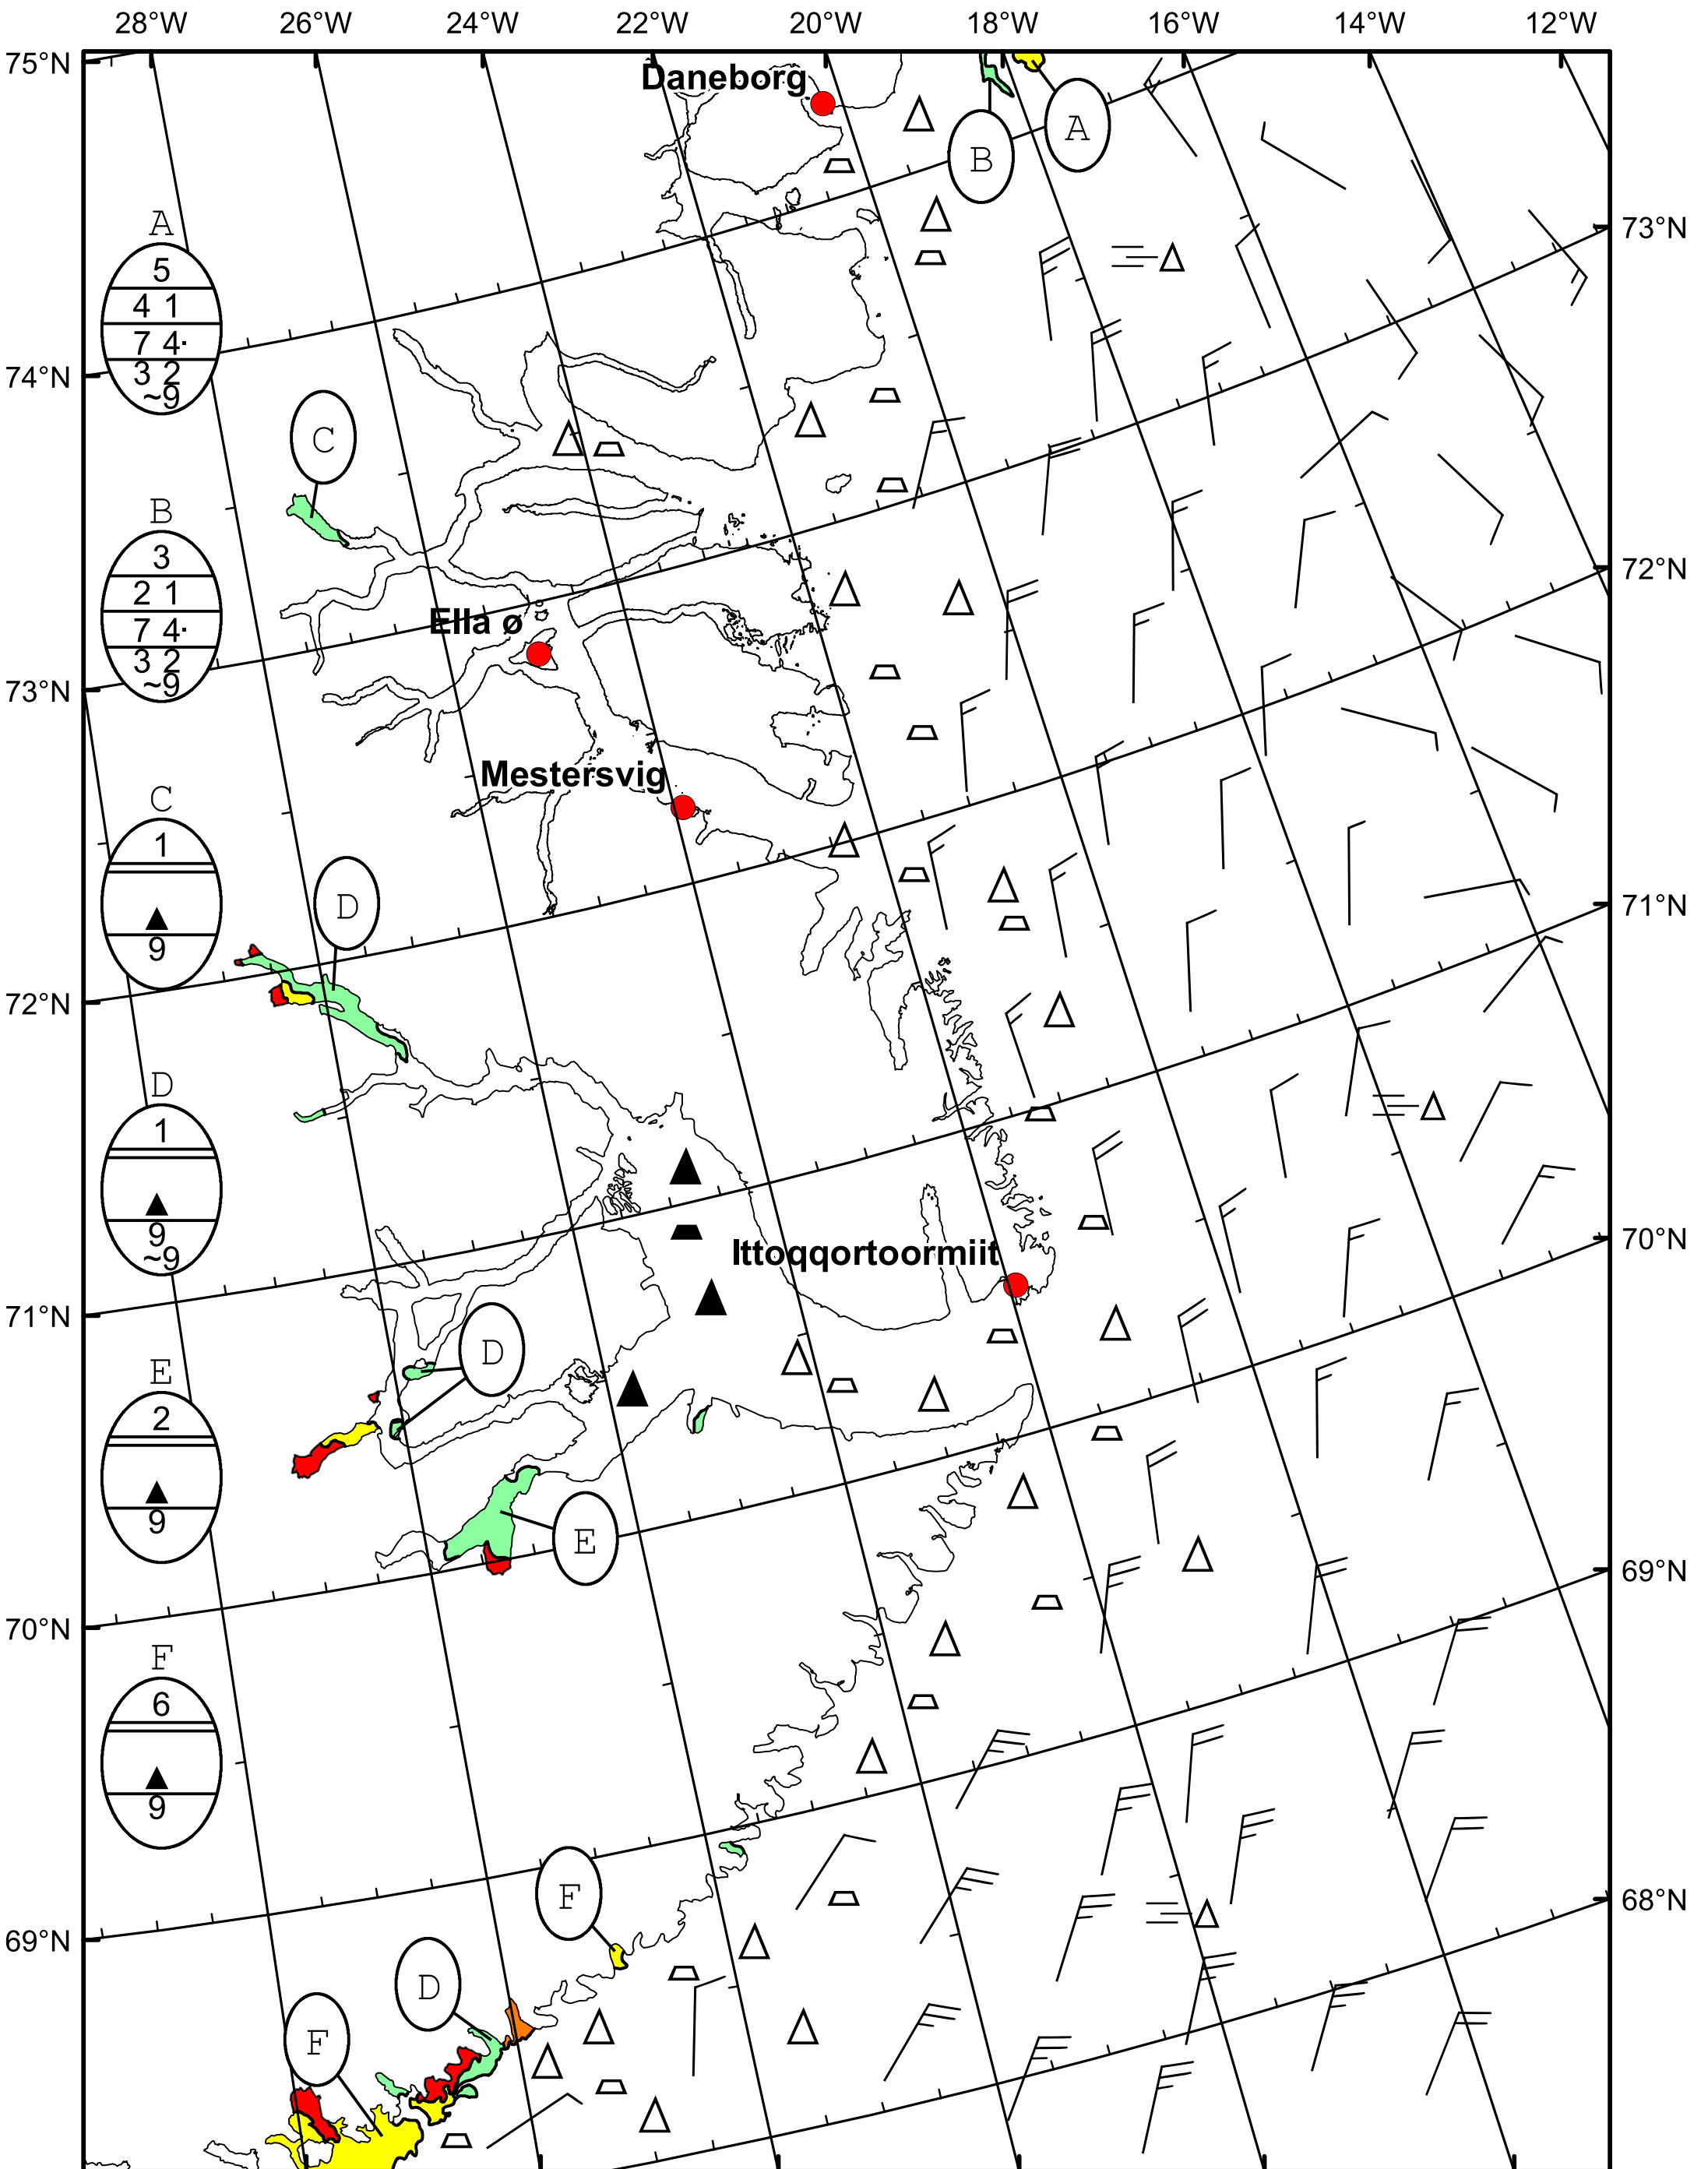 28°W 26°W 24°W 22°W 20°W 18°W 16°W 14°W 12°W
75°N
Daneborg
A
B
73°N
A
5
4 1
7 4·
3 2
~9
74°N
C
B
3
2 1
7 4·
3 2
~9
72°N
Ella ø
73°N
Mestersvig
C
1
9
D
71°N
72°N
D
1
9
~9
70°N
Ittoqqortoormiit
71°N
D
E
2
9
E
69°N
70°N
F
6
9
F
68°N
69°N
D
F